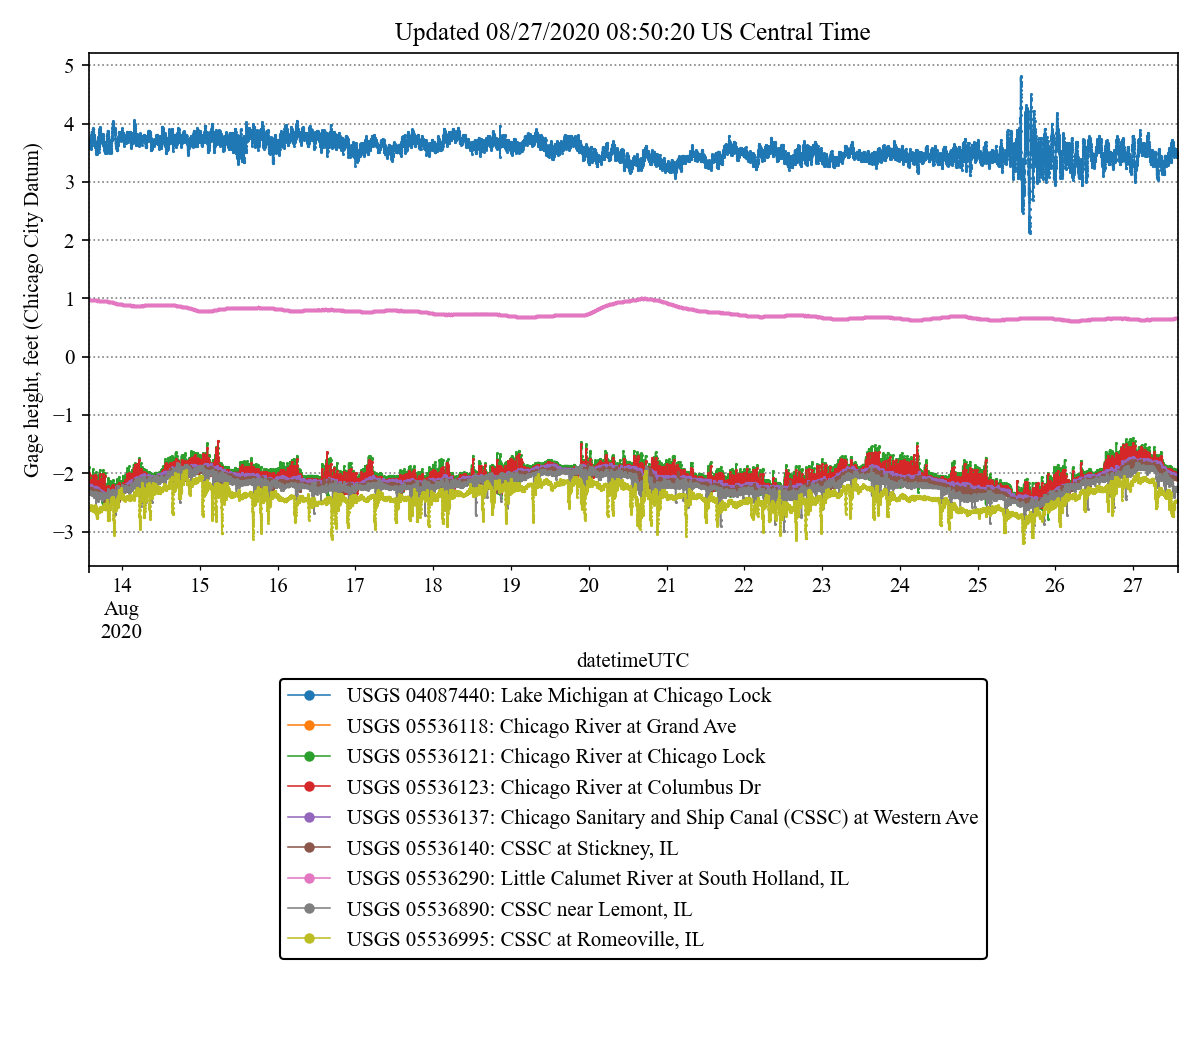 Updated 08/27/2020 08:50:20 US Central Time
Gage height, feet (Chicago City Datum)
5
4
3
2
1
0
−1
−2
−3
14 15 16 17 18 19 20 21 22 23 24 25 26 27
Aug
2020
datetimeUTC
USGS 04087440: Lake Michigan at Chicago Lock
USGS 05536118: Chicago River at Grand Ave
USGS 05536121: Chicago River at Chicago Lock
USGS 05536123: Chicago River at Columbus Dr
USGS 05536137: Chicago Sanitary and Ship Canal (CSSC) at Western Ave
USGS 05536140: CSSC at Stickney, IL
USGS 05536290: Little Calumet River at South Holland, IL
USGS 05536890: CSSC near Lemont, IL
USGS 05536995: CSSC at Romeoville, IL